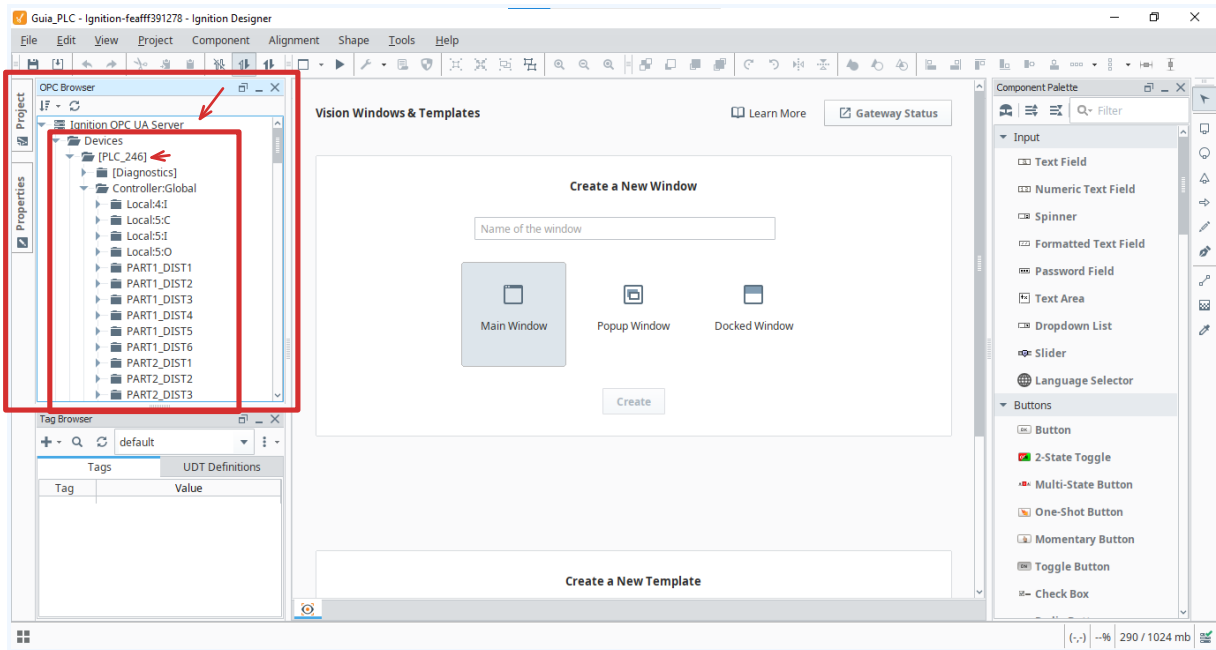 Guia_PLC - Ignition-feafff391278 - Ignition Designer
File Edit View Project Component Alignment Shape Tools Help
Project
Properties
OPC Browser
Ignition OPC UA Server
Devices
[PLC_246]
[Diagnostics]
Controller:Global
Local:4:I
Local:5:C
Local:5:I
Local:5:O
PART1_DIST1
PART1_DIST2
PART1_DIST3
PART1_DIST4
PART1_DIST5
PART1_DIST6
PART2_DIST1
PART2_DIST2
PART2_DIST3
Tag Browser
default
Tags UDT Definitions
Tag Value
Vision Windows & Templates
Learn More
Gateway Status
Create a New Window
Name of the window
Main Window
Popup Window
Docked Window
Create
Create a New Template
Component Palette
Filter
Input
Text Field
Numeric Text Field
Spinner
Formatted Text Field
Password Field
Text Area
Dropdown List
Slider
Language Selector
Buttons
Button
2-State Toggle
Multi-State Button
One-Shot Button
Momentary Button
Toggle Button
Check Box
(-,-) --% 290 / 1024 mb